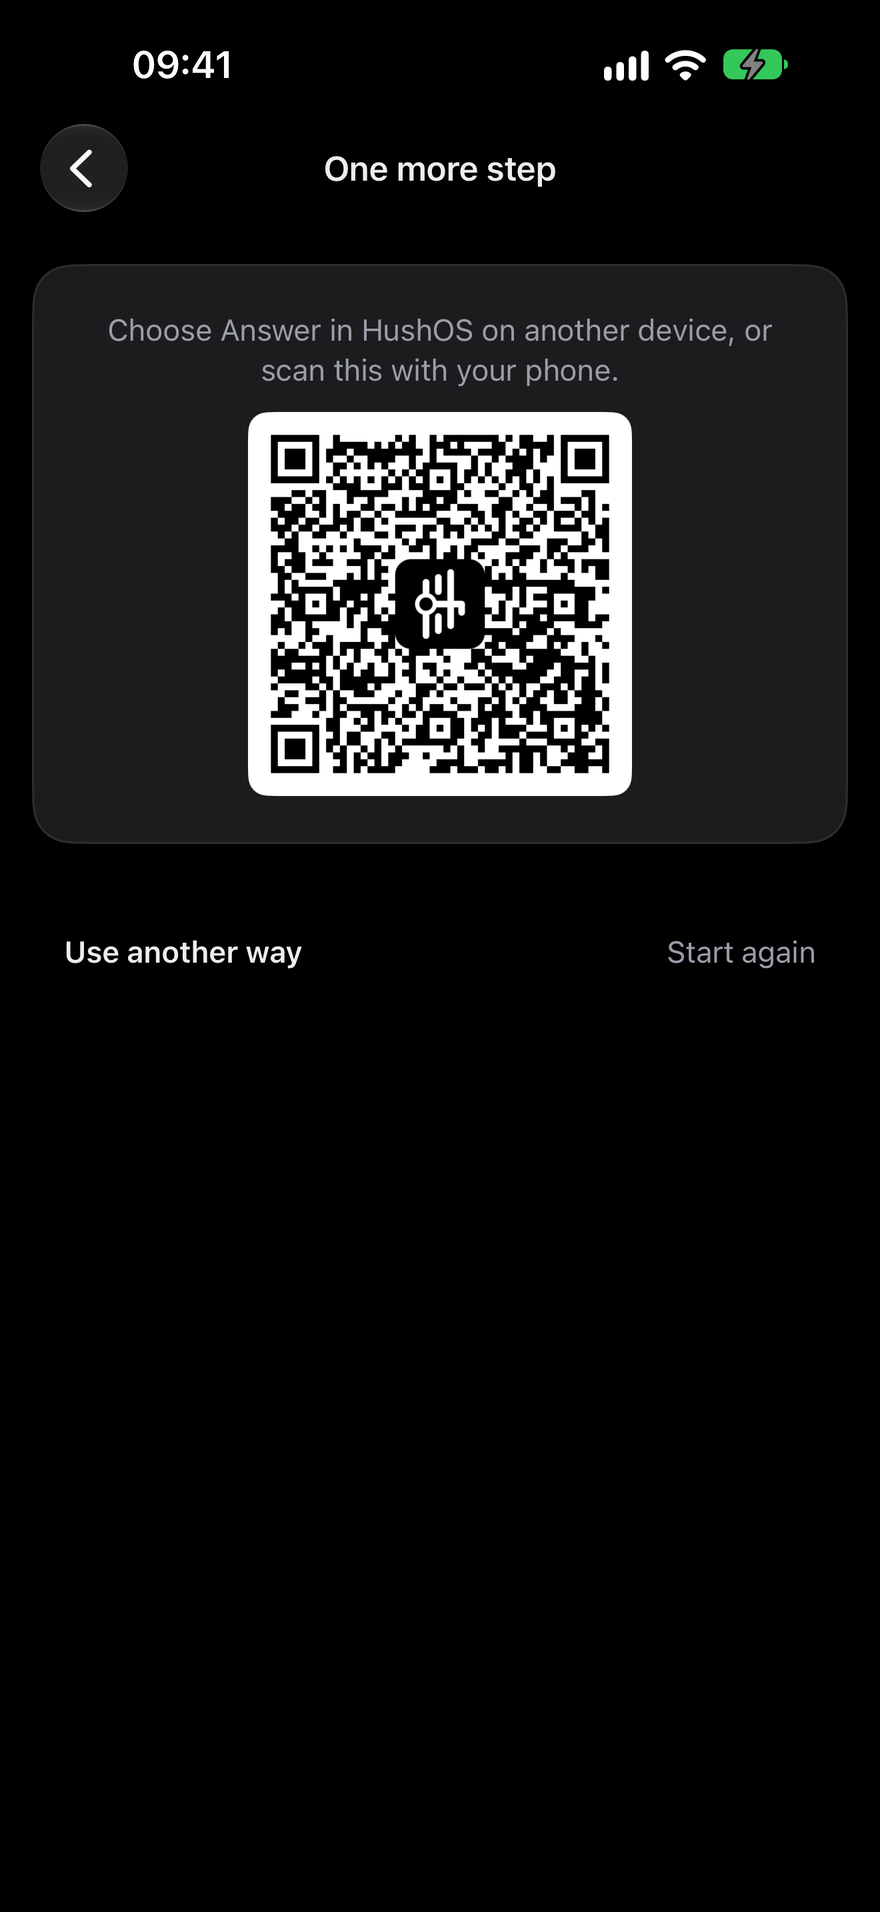 09:41
One more step
Choose Answer in HushOS on another device, or
scan this with your phone.
Use another way
Start again